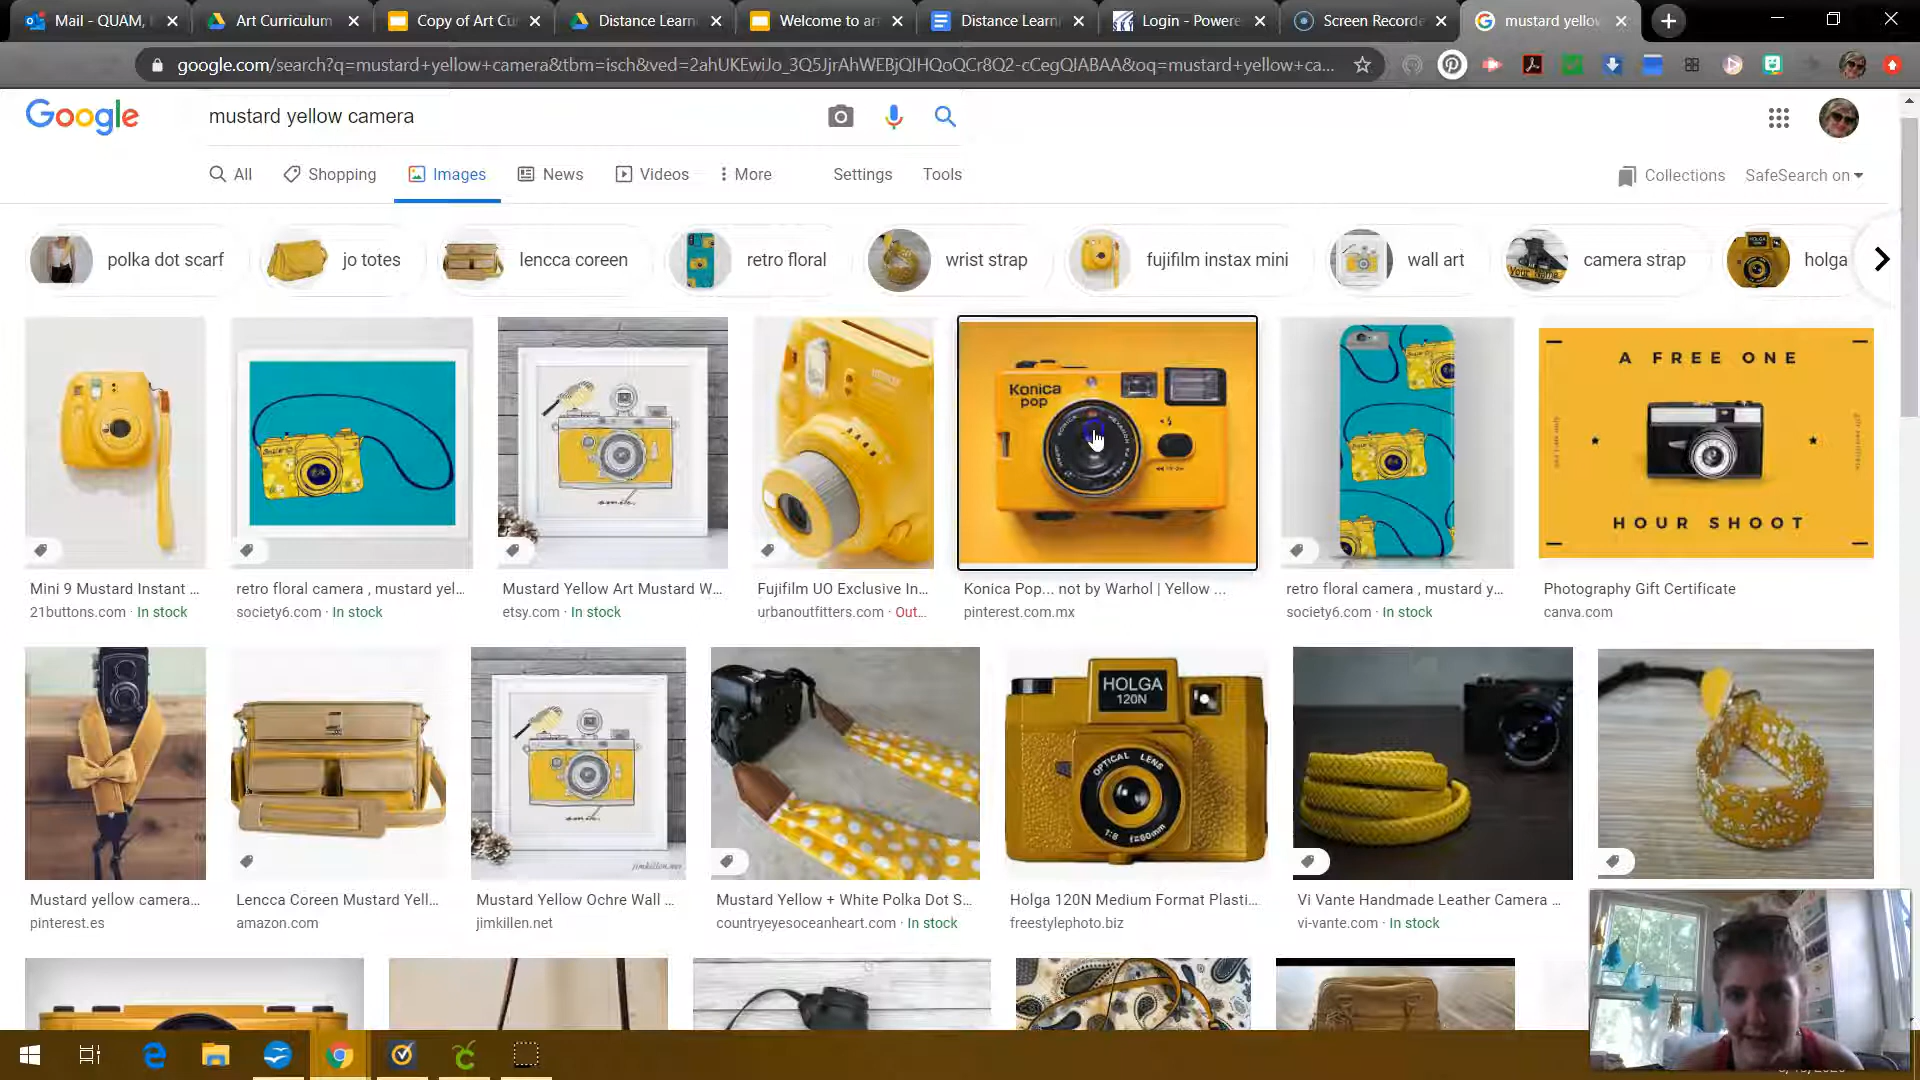 Mail - QUAM,
Art Curriculum
Copy of Art Cu
Distance Learn
Welcome to ar
Distance Learn
Login - Powere
Screen Recorde
mustard yellow
google.com/search?q=mustard+yellow+camera&tbm=isch&ved=2ahUKEwiJo_3Q5JjrAhWEBjQIHQoQCr8Q2-cCegQIABAA&oq=mustard+yellow+ca...
Google
mustard yellow camera
All
Shopping
Images
News
Videos
More
Settings
Tools
Collections
SafeSearch on
polka dot scarf
jo totes
lencca coreen
retro floral
wrist strap
fujifilm instax mini
wall art
camera strap
holga
Konica
pop
smile.
A FREE ONE
HOUR SHOOT
Mini 9 Mustard Instant ...
21buttons.com · In stock
retro floral camera , mustard yel...
society6.com · In stock
Mustard Yellow Art Mustard W...
etsy.com · In stock
Fujifilm UO Exclusive In...
urbanoutfitters.com · Out...
Konica Pop... not by Warhol | Yellow ...
pinterest.com.mx
retro floral camera , mustard y...
society6.com · In stock
Photography Gift Certificate
canva.com
smile.
jimkillen.net
HOLGA
120N
OPTICAL LENS
1:8 f=60mm
Mustard yellow camera...
pinterest.es
Lencca Coreen Mustard Yell...
amazon.com
Mustard Yellow Ochre Wall ...
jimkillen.net
Mustard Yellow + White Polka Dot S...
countryeyesoceanheart.com · In stock
Holga 120N Medium Format Plasti...
freestylephoto.biz
Vi Vante Handmade Leather Camera ...
vi-vante.com · In stock